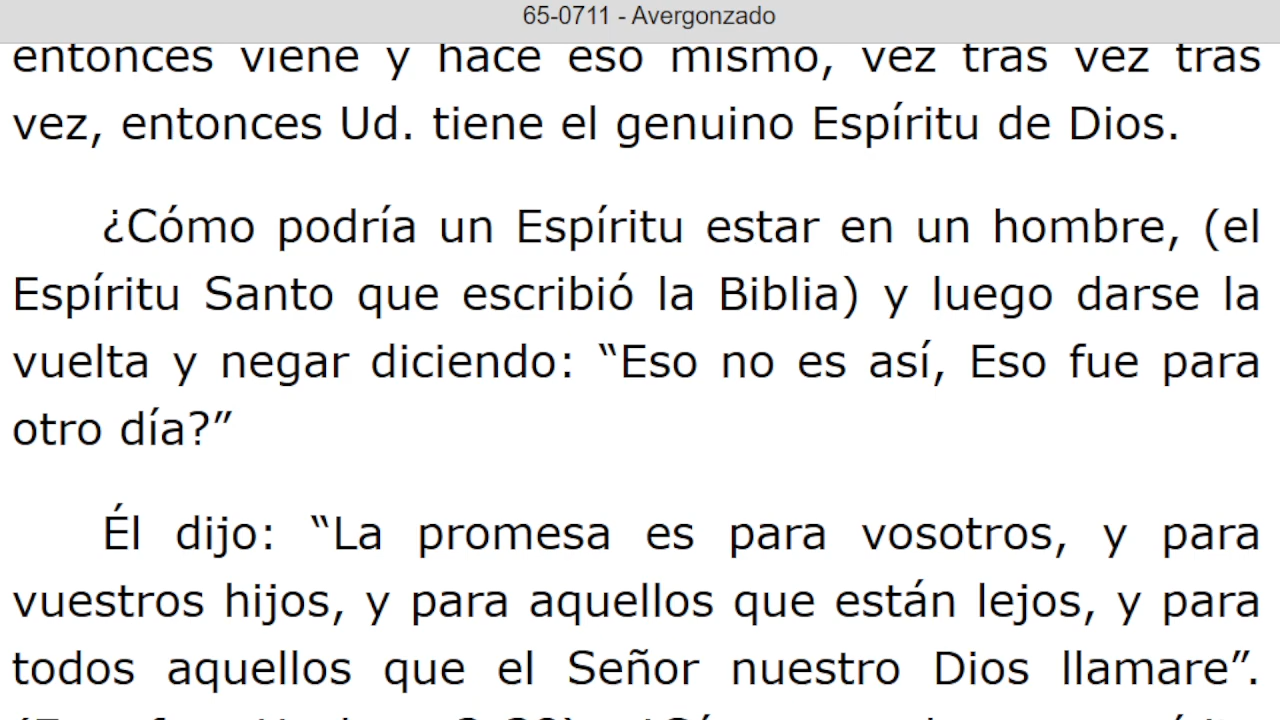 65-0711 - Avergonzado
entonces viene y hace eso mismo, vez tras vez tras
vez, entonces Ud. tiene el genuino Espíritu de Dios.
¿Cómo podría un Espíritu estar en un hombre, (el
Espíritu Santo que escribió la Biblia) y luego darse la
vuelta y negar diciendo: “Eso no es así, Eso fue para
otro día?”
Él dijo: “La promesa es para vosotros, y para
vuestros hijos, y para aquellos que están lejos, y para
todos aquellos que el Señor nuestro Dios llamare”.